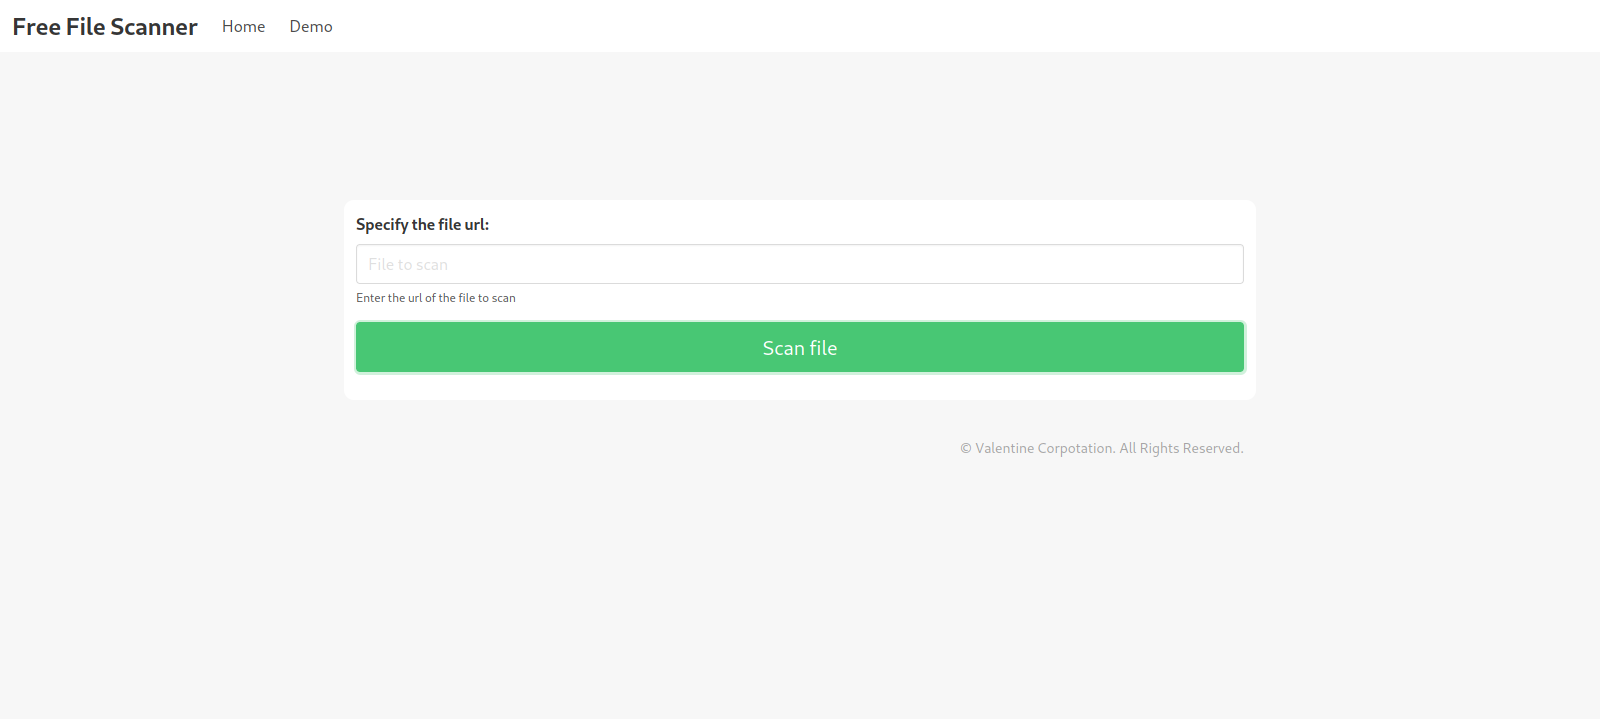 Free File Scanner Home Demo
Specify the file url:
File to scan
Enter the url of the file to scan
Scan file
© Valentine Corpotation. All Rights Reserved.